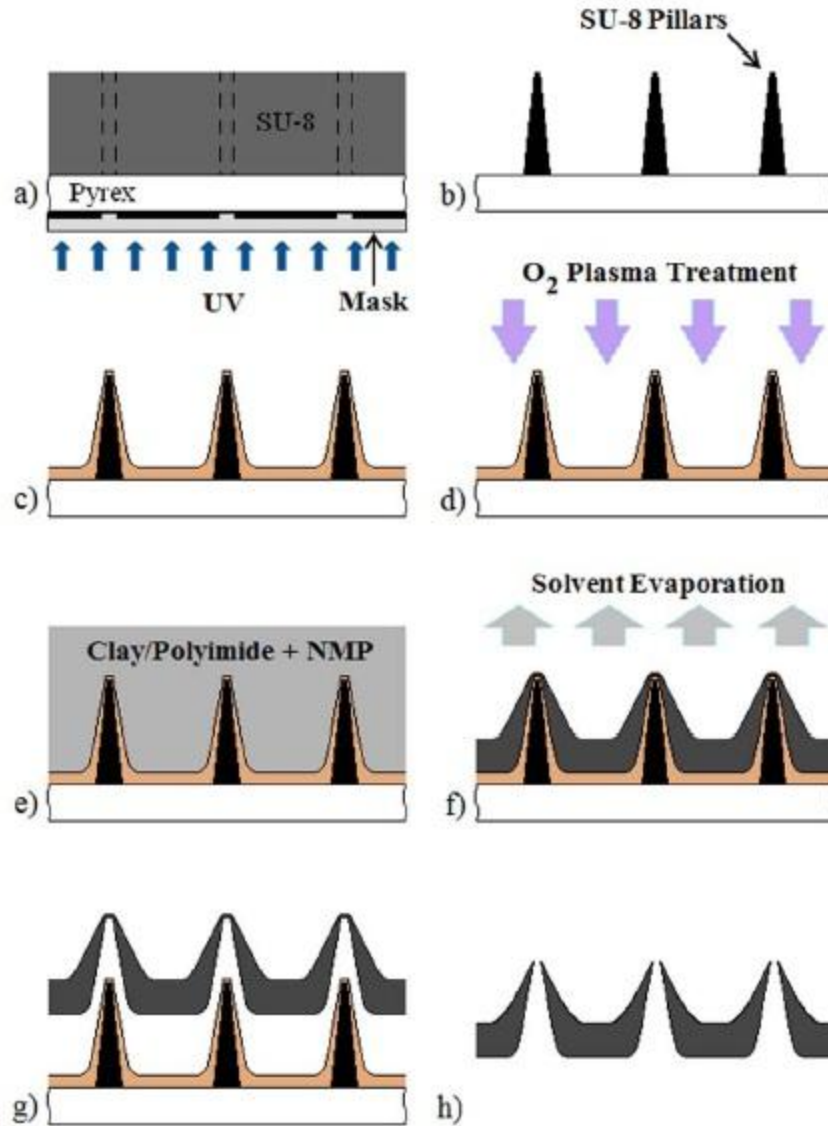 SU-8 Pillars
SU-8
Pyrex
a)
UV
Mask
b)
O2 Plasma Treatment
c)
d)
Clay/Polyimide + NMP
e)
Solvent Evaporation
f)
g)
h)